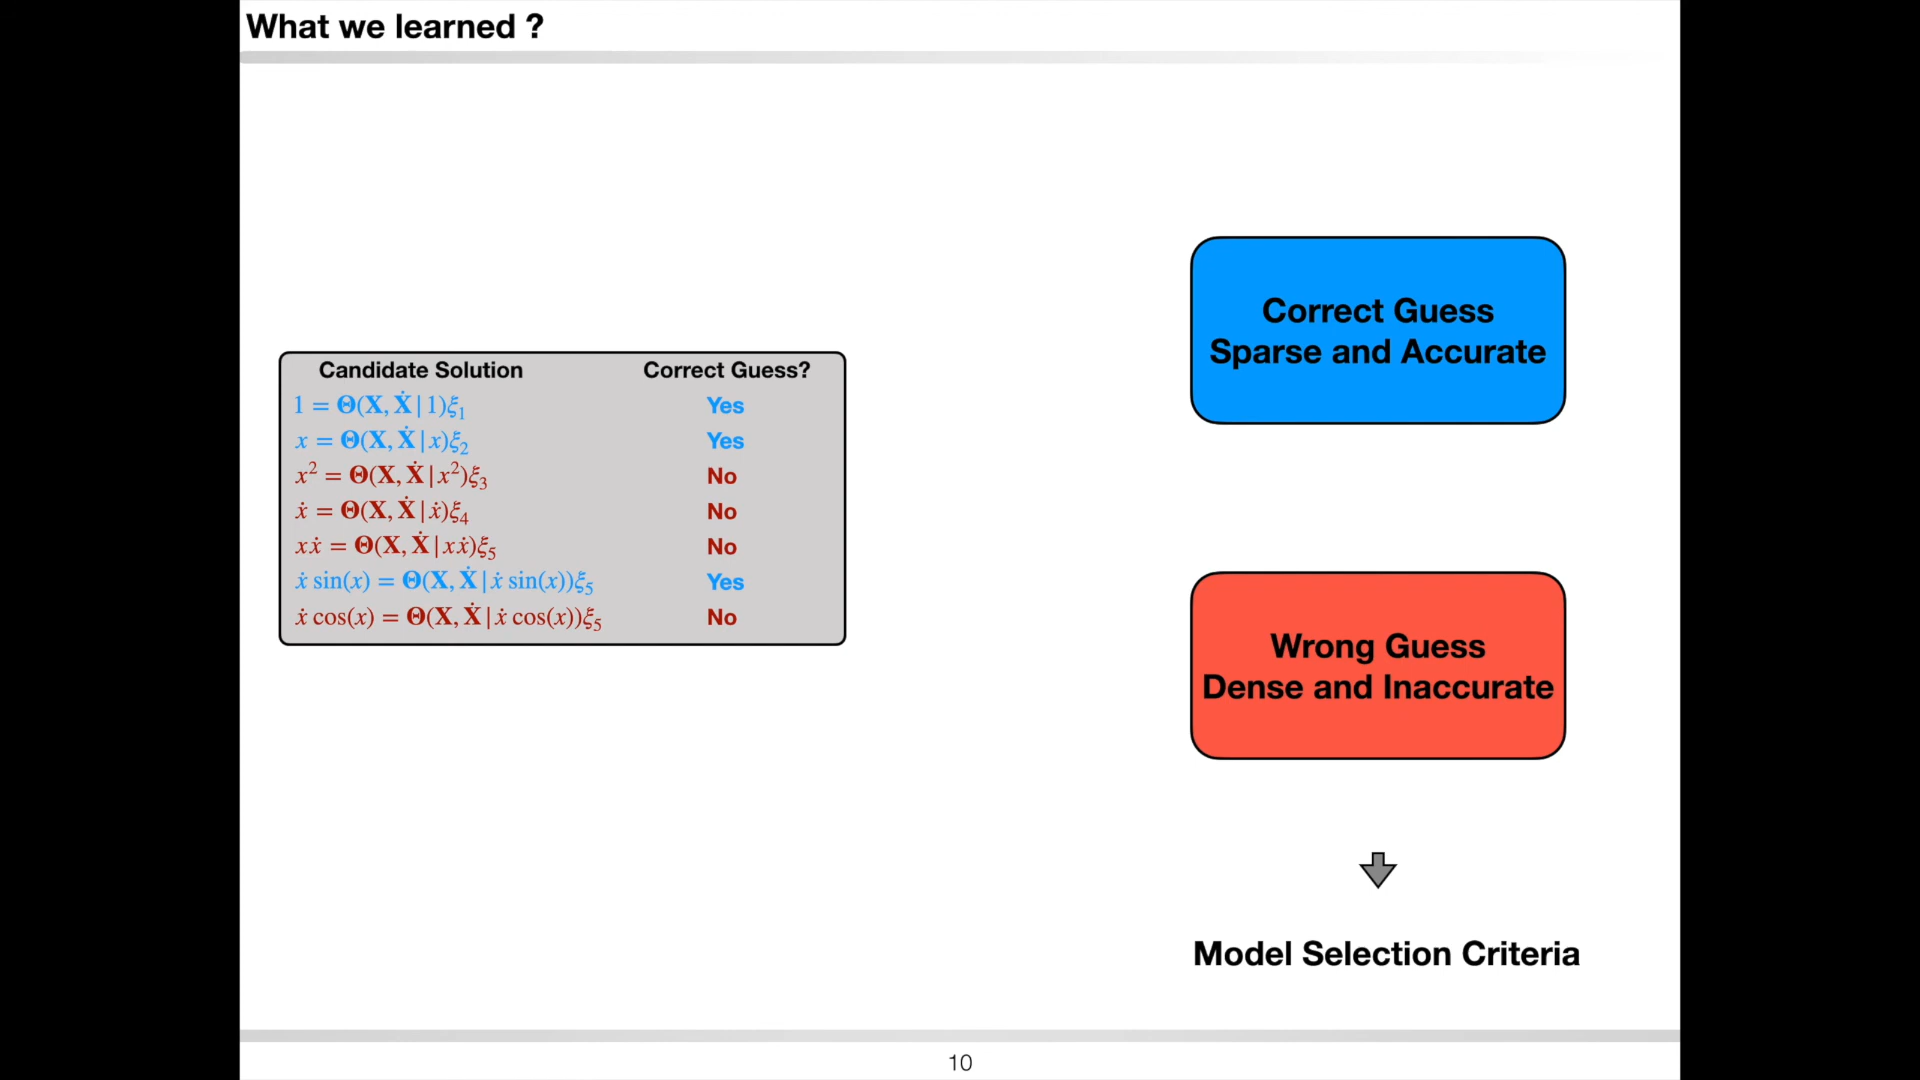 What we learned ?
Candidate Solution Correct Guess?
1 = Θ(X, Ẋ | 1)ξ₁ Yes
x = Θ(X, Ẋ | x)ξ₂ Yes
x² = Θ(X, Ẋ | x²)ξ₃ No
ẋ = Θ(X, Ẋ | ẋ)ξ₄ No
xẋ = Θ(X, Ẋ | xẋ)ξ₅ No
ẋ sin(x) = Θ(X, Ẋ | ẋ sin(x))ξ₅ Yes
ẋ cos(x) = Θ(X, Ẋ | ẋ cos(x))ξ₅ No
Correct Guess
Sparse and Accurate
Wrong Guess
Dense and Inaccurate
Model Selection Criteria
10